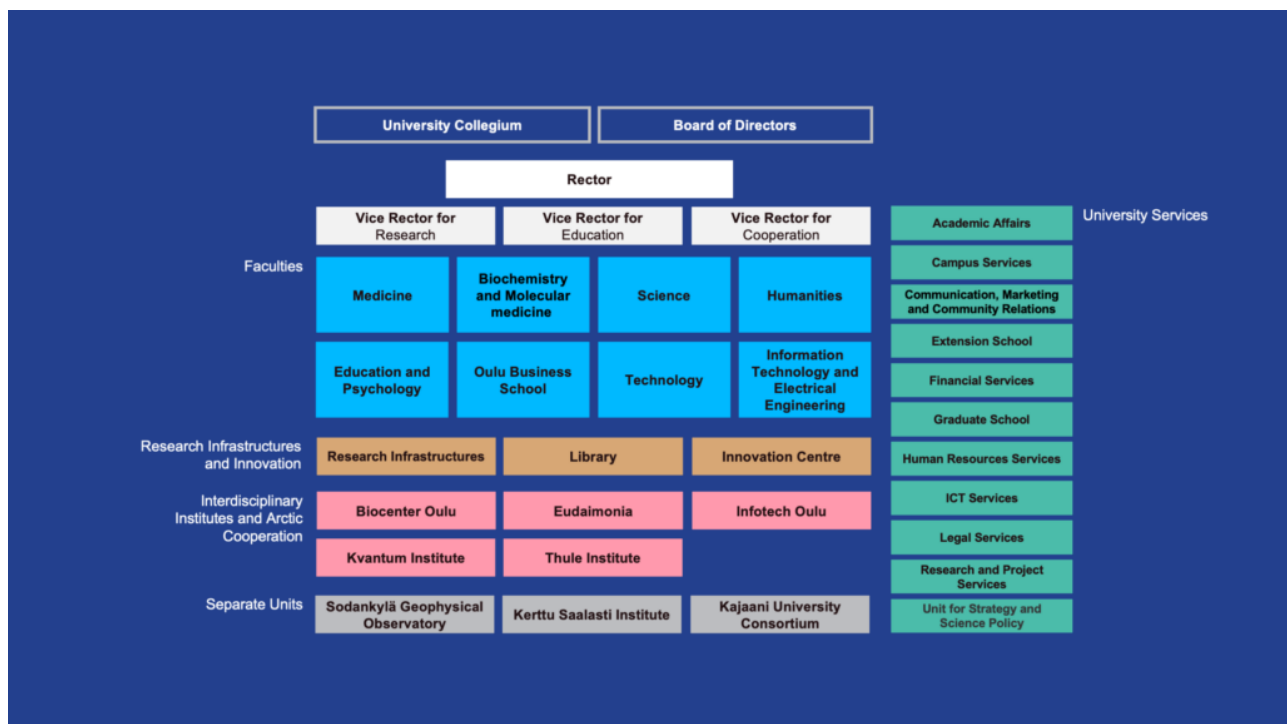 University Collegium
Board of Directors
Rector
Vice Rector for
Research
Vice Rector for
Education
Vice Rector for
Cooperation
Faculties
Medicine
Biochemistry
and Molecular
medicine
Science
Humanities
Education and
Psychology
Oulu Business
School
Technology
Information
Technology and
Electrical
Engineering
Research Infrastructures
and Innovation
Research Infrastructures
Library
Innovation Centre
Interdisciplinary
Institutes and Arctic
Cooperation
Biocenter Oulu
Eudaimonia
Infotech Oulu
Kvantum Institute
Thule Institute
Separate Units
Sodankylä Geophysical
Observatory
Kerttu Saalasti Institute
Kajaani University
Consortium
University Services
Academic Affairs
Campus Services
Communication, Marketing
and Community Relations
Extension School
Financial Services
Graduate School
Human Resources Services
ICT Services
Legal Services
Research and Project
Services
Unit for Strategy and
Science Policy